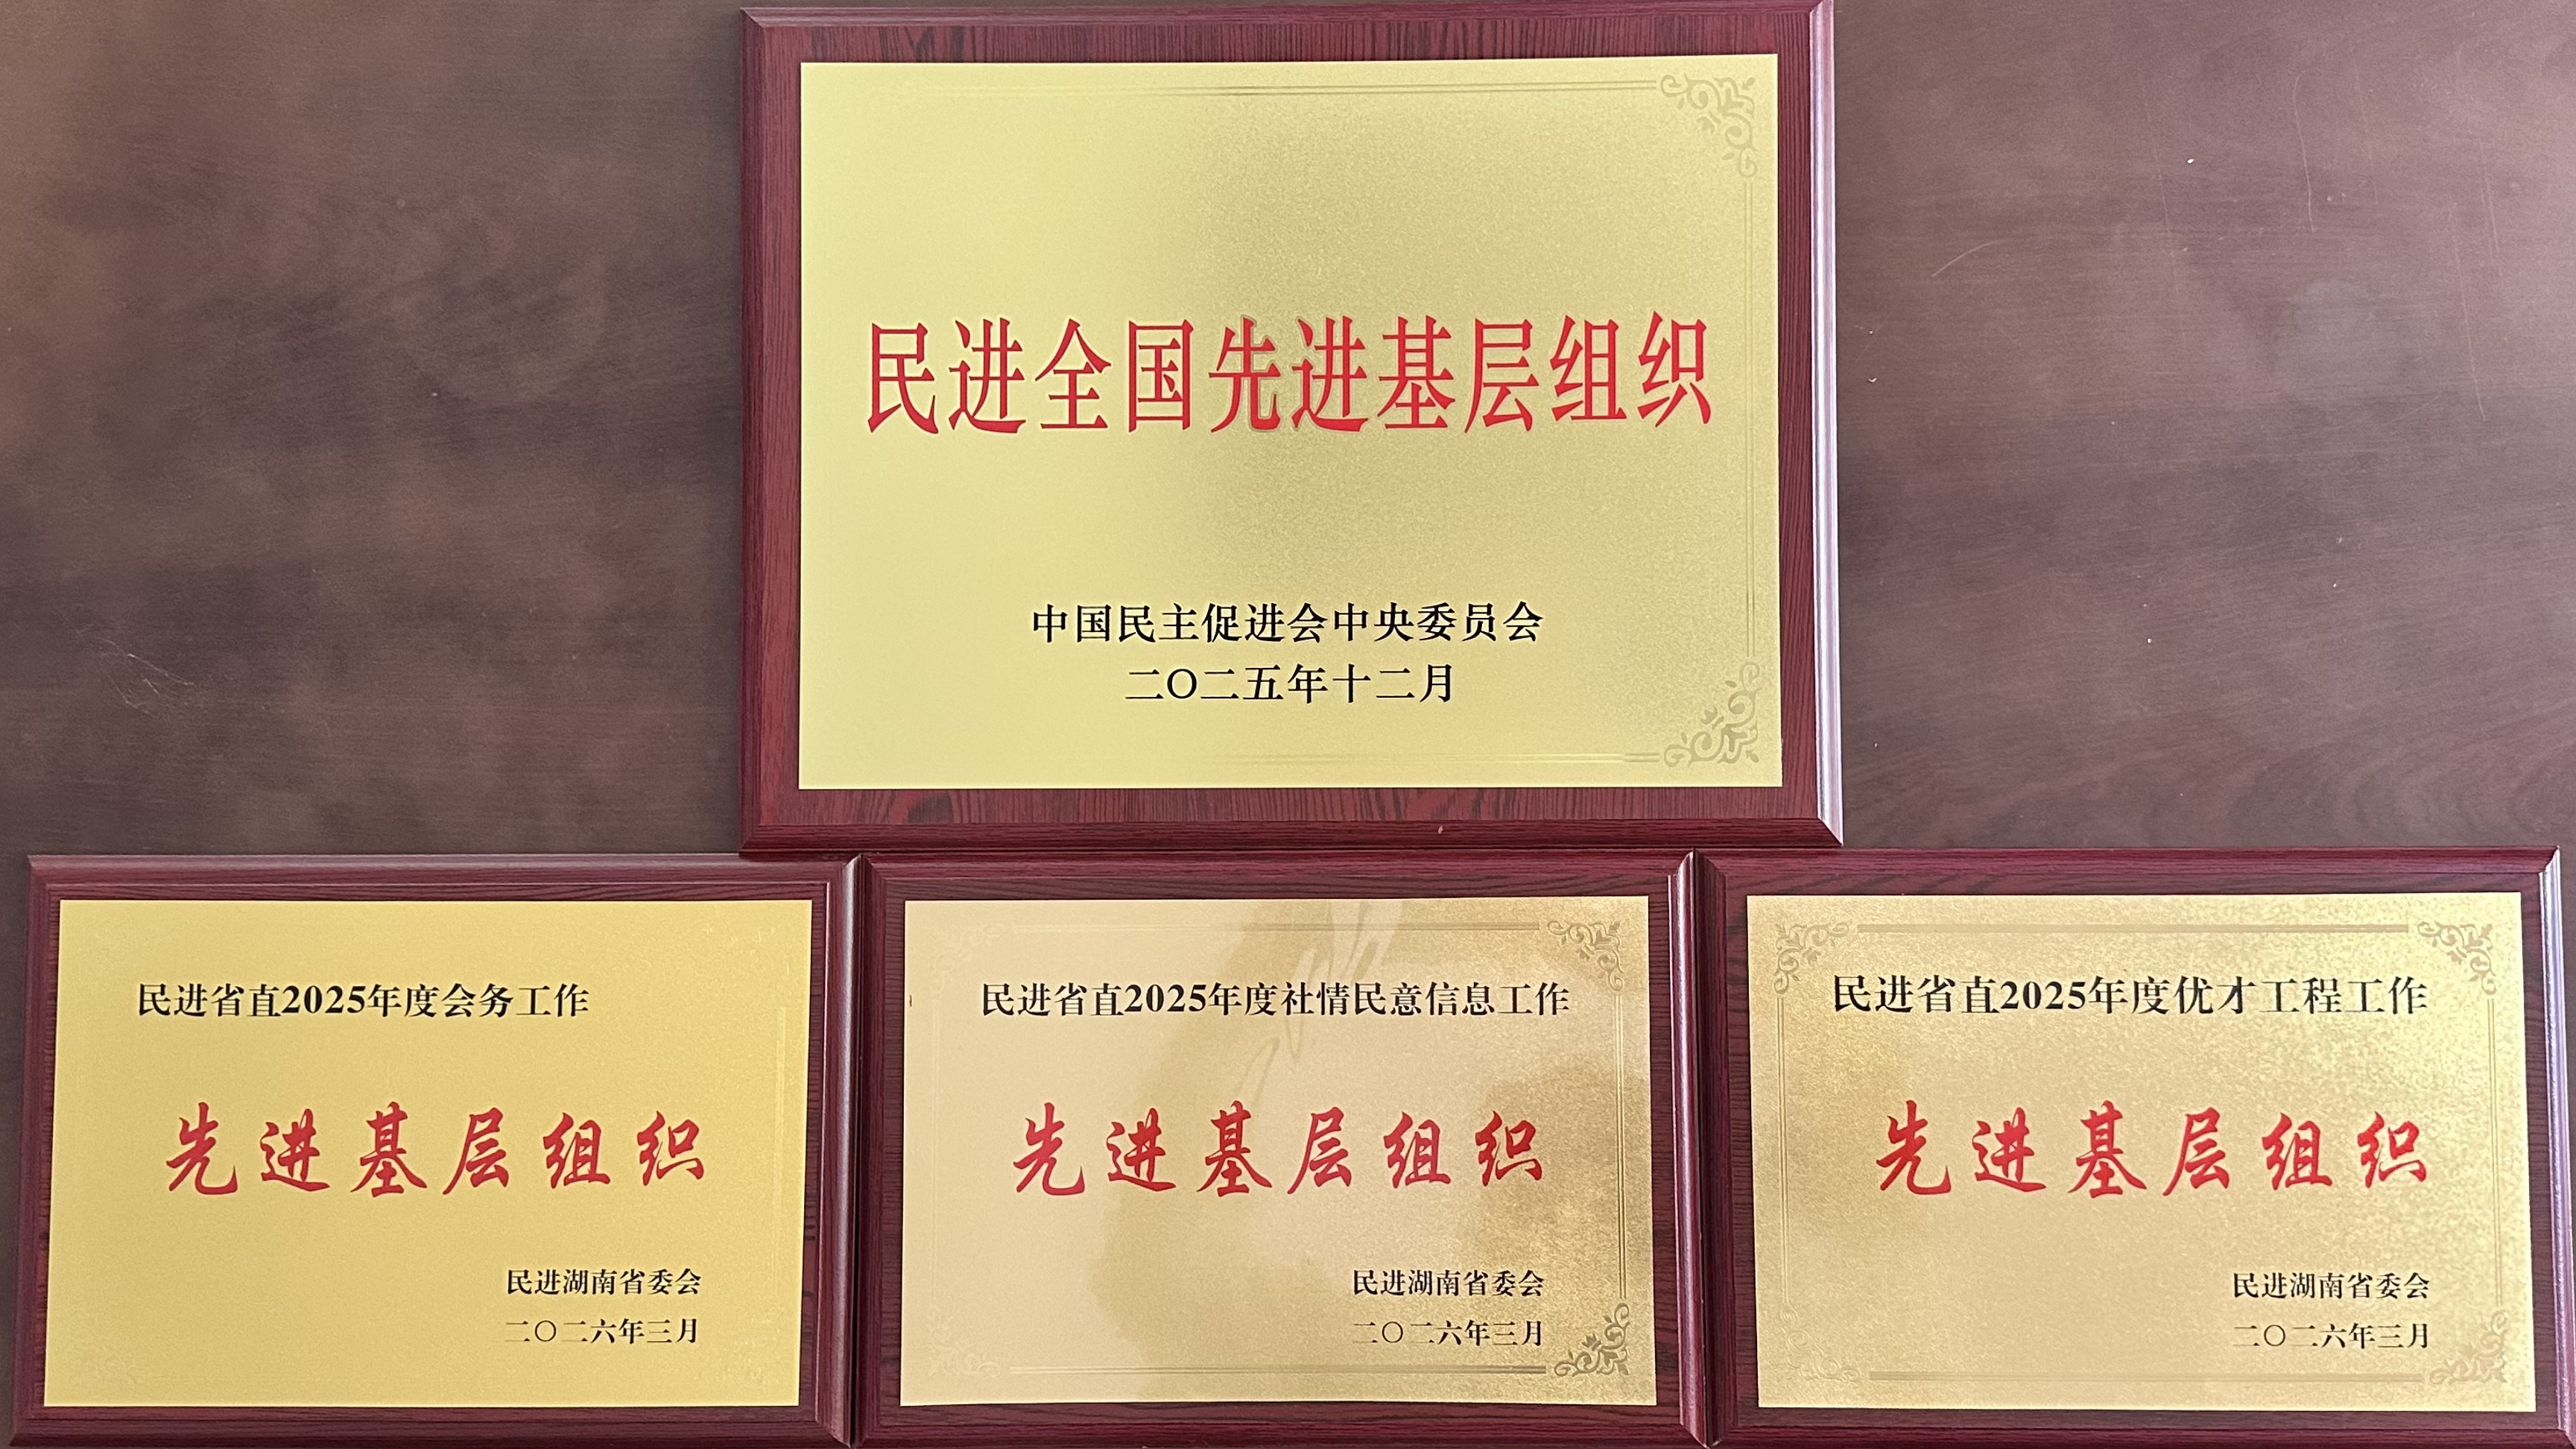 民进全国先进基层组织
中国民主促进会中央委员会
二〇二五年十二月
民进省直2025年度会务工作
先进基层组织
民进湖南省委会
二〇二六年三月
民进省直2025年度社情民意信息工作
先进基层组织
民进湖南省委会
二〇二六年三月
民进省直2025年度优才工程工作
先进基层组织
民进湖南省委会
二〇二六年三月